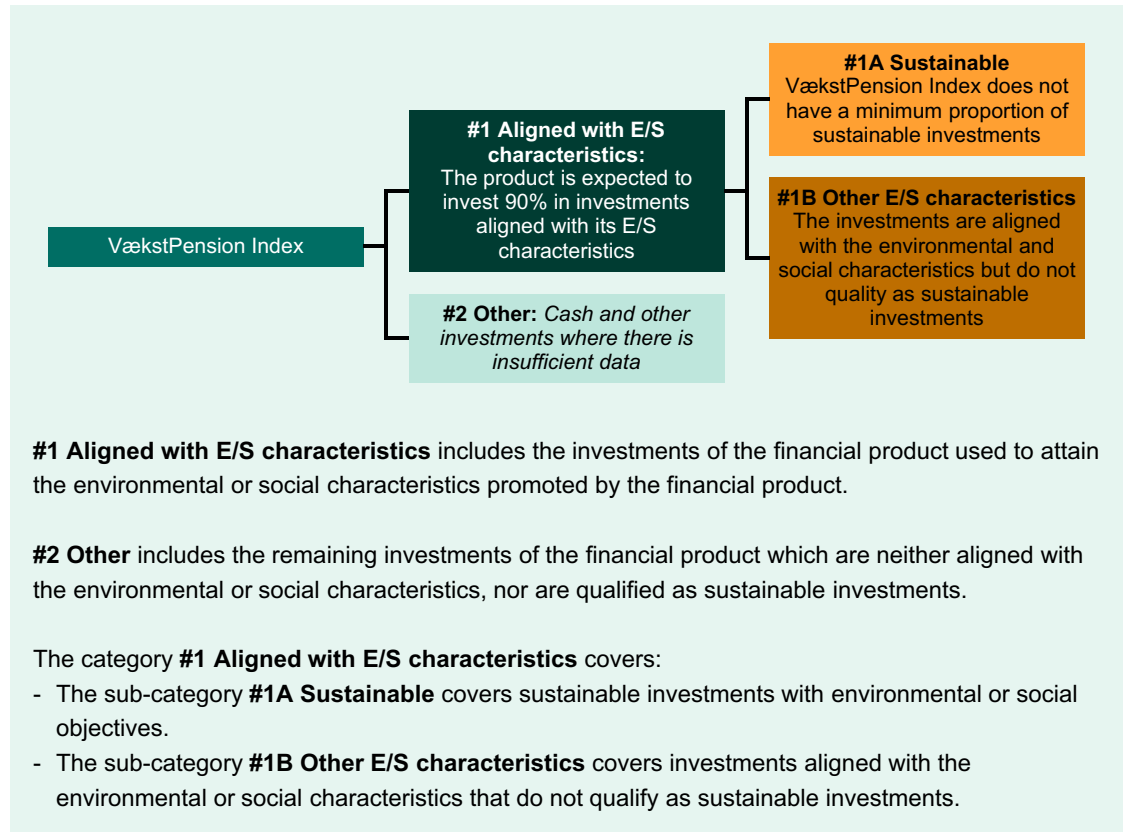 VækstPension Index
#1 Aligned with E/S
characteristics:
The product is expected to
invest 90% in investments
aligned with its E/S
characteristics
#2 Other: Cash and other
investments where there is
insufficient data
#1A Sustainable
VækstPension Index does not
have a minimum proportion of
sustainable investments
#1B Other E/S characteristics
The investments are aligned
with the environmental and
social characteristics but do not
quality as sustainable
investments
#1 Aligned with E/S characteristics includes the investments of the financial product used to attain
the environmental or social characteristics promoted by the financial product.
#2 Other includes the remaining investments of the financial product which are neither aligned with
the environmental or social characteristics, nor are qualified as sustainable investments.
The category #1 Aligned with E/S characteristics covers:
- The sub-category #1A Sustainable covers sustainable investments with environmental or social
objectives.
- The sub-category #1B Other E/S characteristics covers investments aligned with the
environmental or social characteristics that do not qualify as sustainable investments.